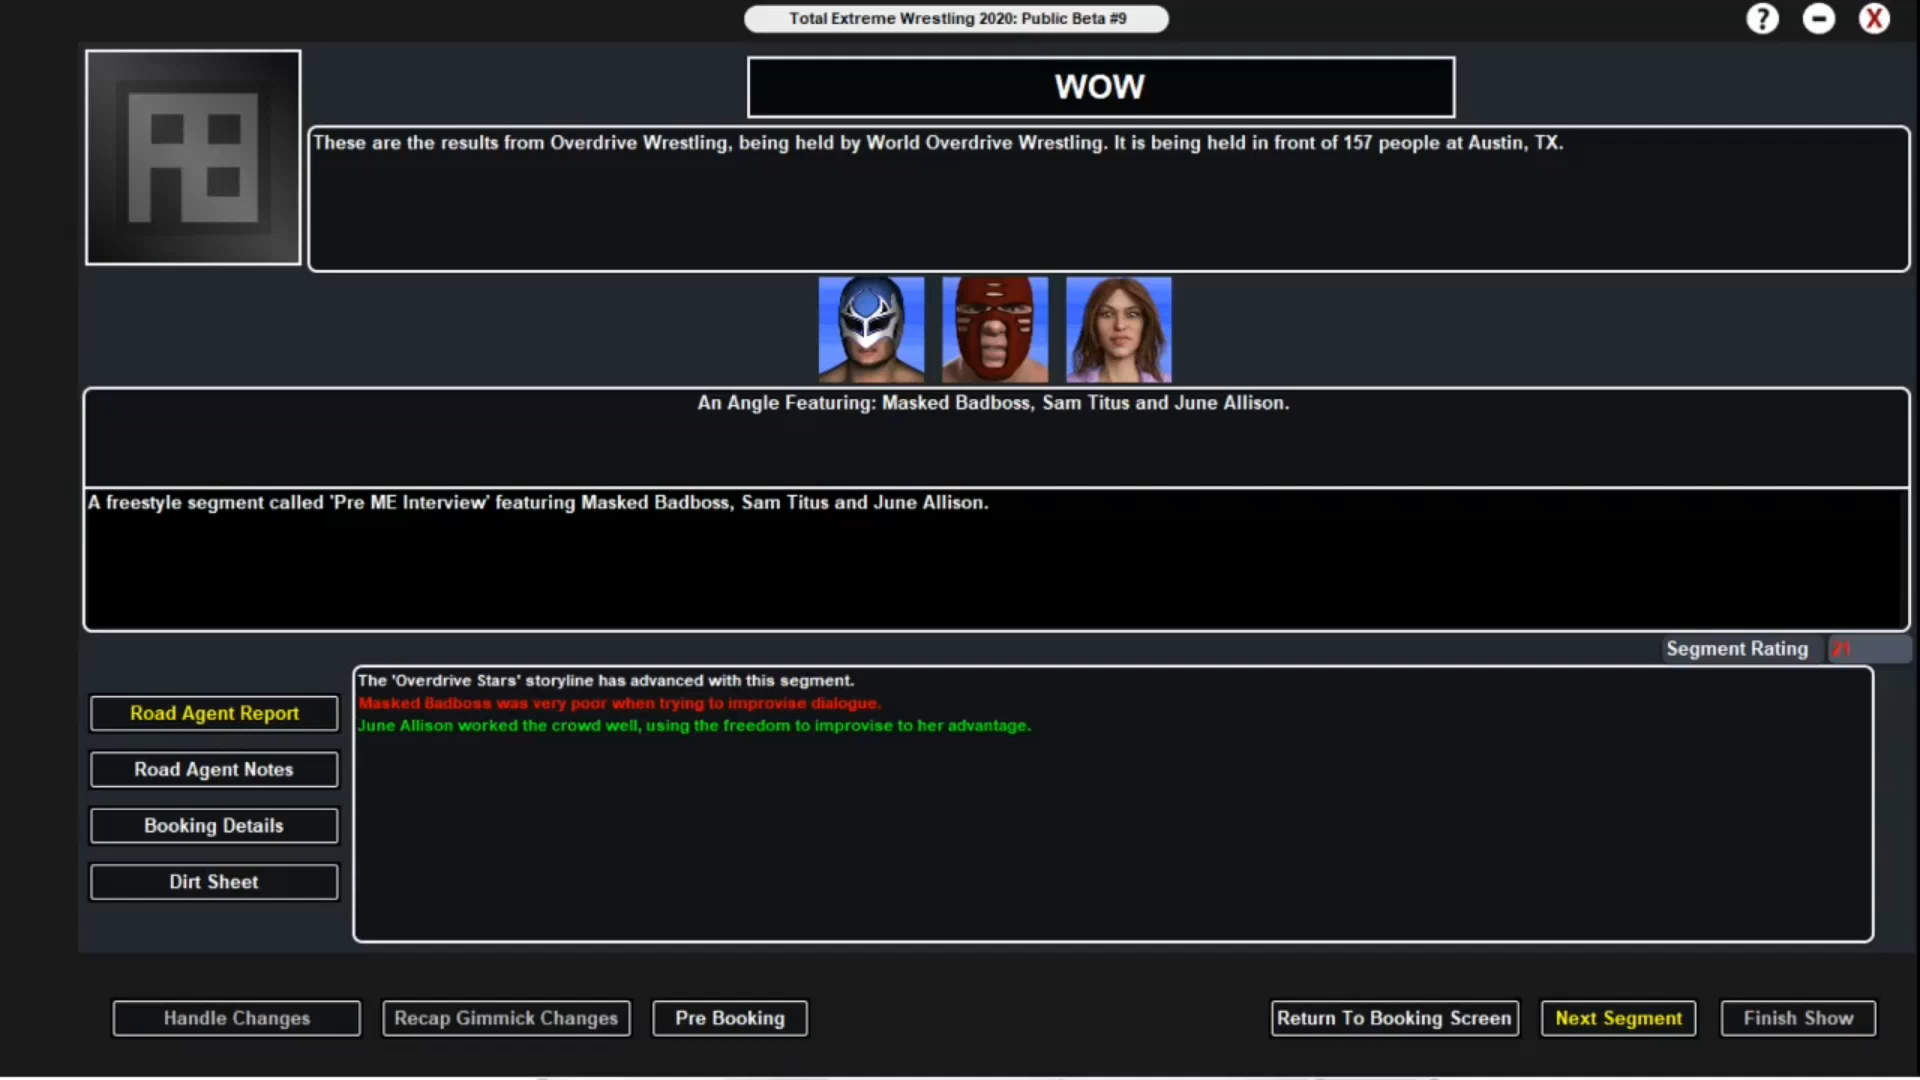 Total Extreme Wrestling 2020: Public Beta #9
?
X
WOW
These are the results from Overdrive Wrestling, being held by World Overdrive Wrestling. It is being held in front of 157 people at Austin, TX.
An Angle Featuring: Masked Badboss, Sam Titus and June Allison.
A freestyle segment called 'Pre ME Interview' featuring Masked Badboss, Sam Titus and June Allison.
Segment Rating 21
The 'Overdrive Stars' storyline has advanced with this segment.
Masked Badboss was very poor when trying to improvise dialogue.
June Allison worked the crowd well, using the freedom to improvise to her advantage.
Road Agent Report
Road Agent Notes
Booking Details
Dirt Sheet
Handle Changes
Recap Gimmick Changes
Pre Booking
Return To Booking Screen
Next Segment
Finish Show